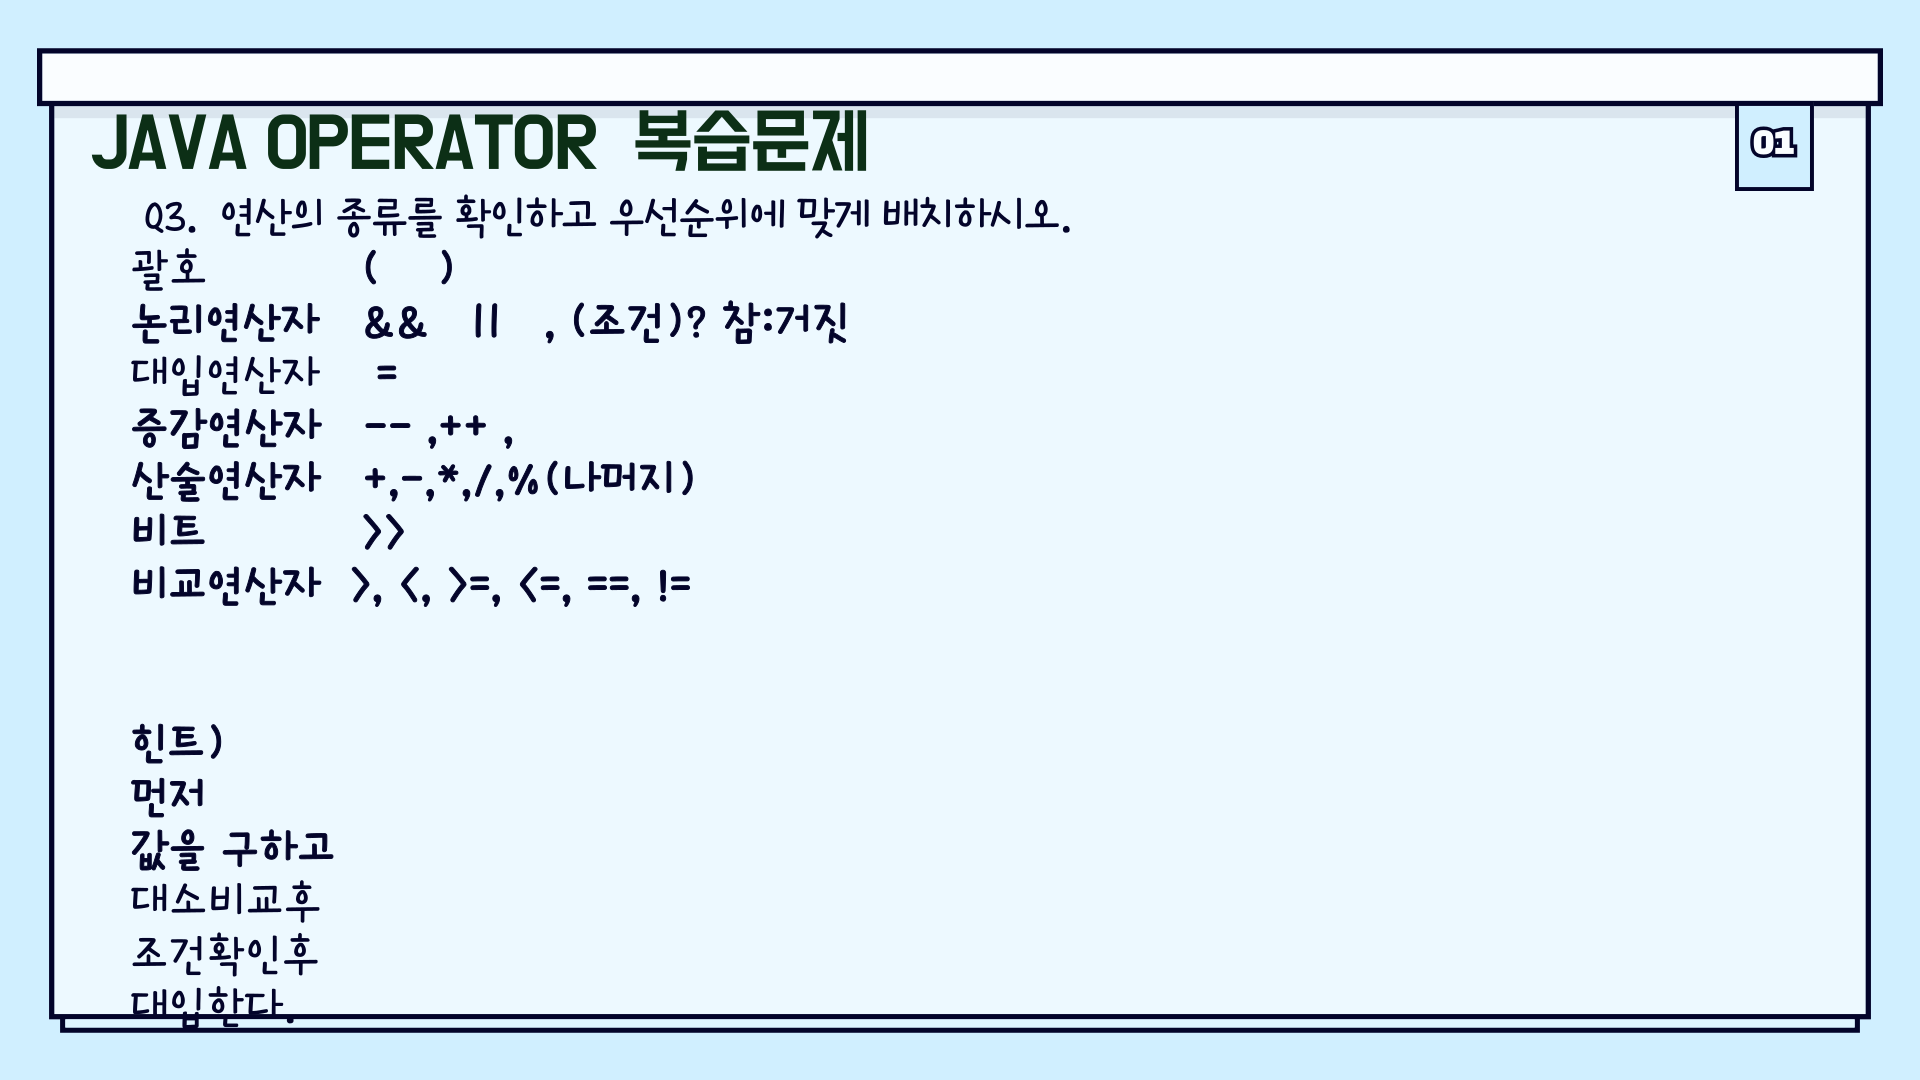 JAVA OPERATOR 복습문제
01
Q3. 연산의 종류를 확인하고 우선순위에 맞게 배치하시오.
괄호 ( )
논리연산자 && || , (조건)? 참:거짓
대입연산자 =
증감연산자 -- ,++ ,
산술연산자 +,-,*,/,%(나머지)
비트 >>
비교연산자 >, <, >=, <=, ==, !=
힌트)
먼저
값을 구하고
대소비교후
조건확인후
대입한다.